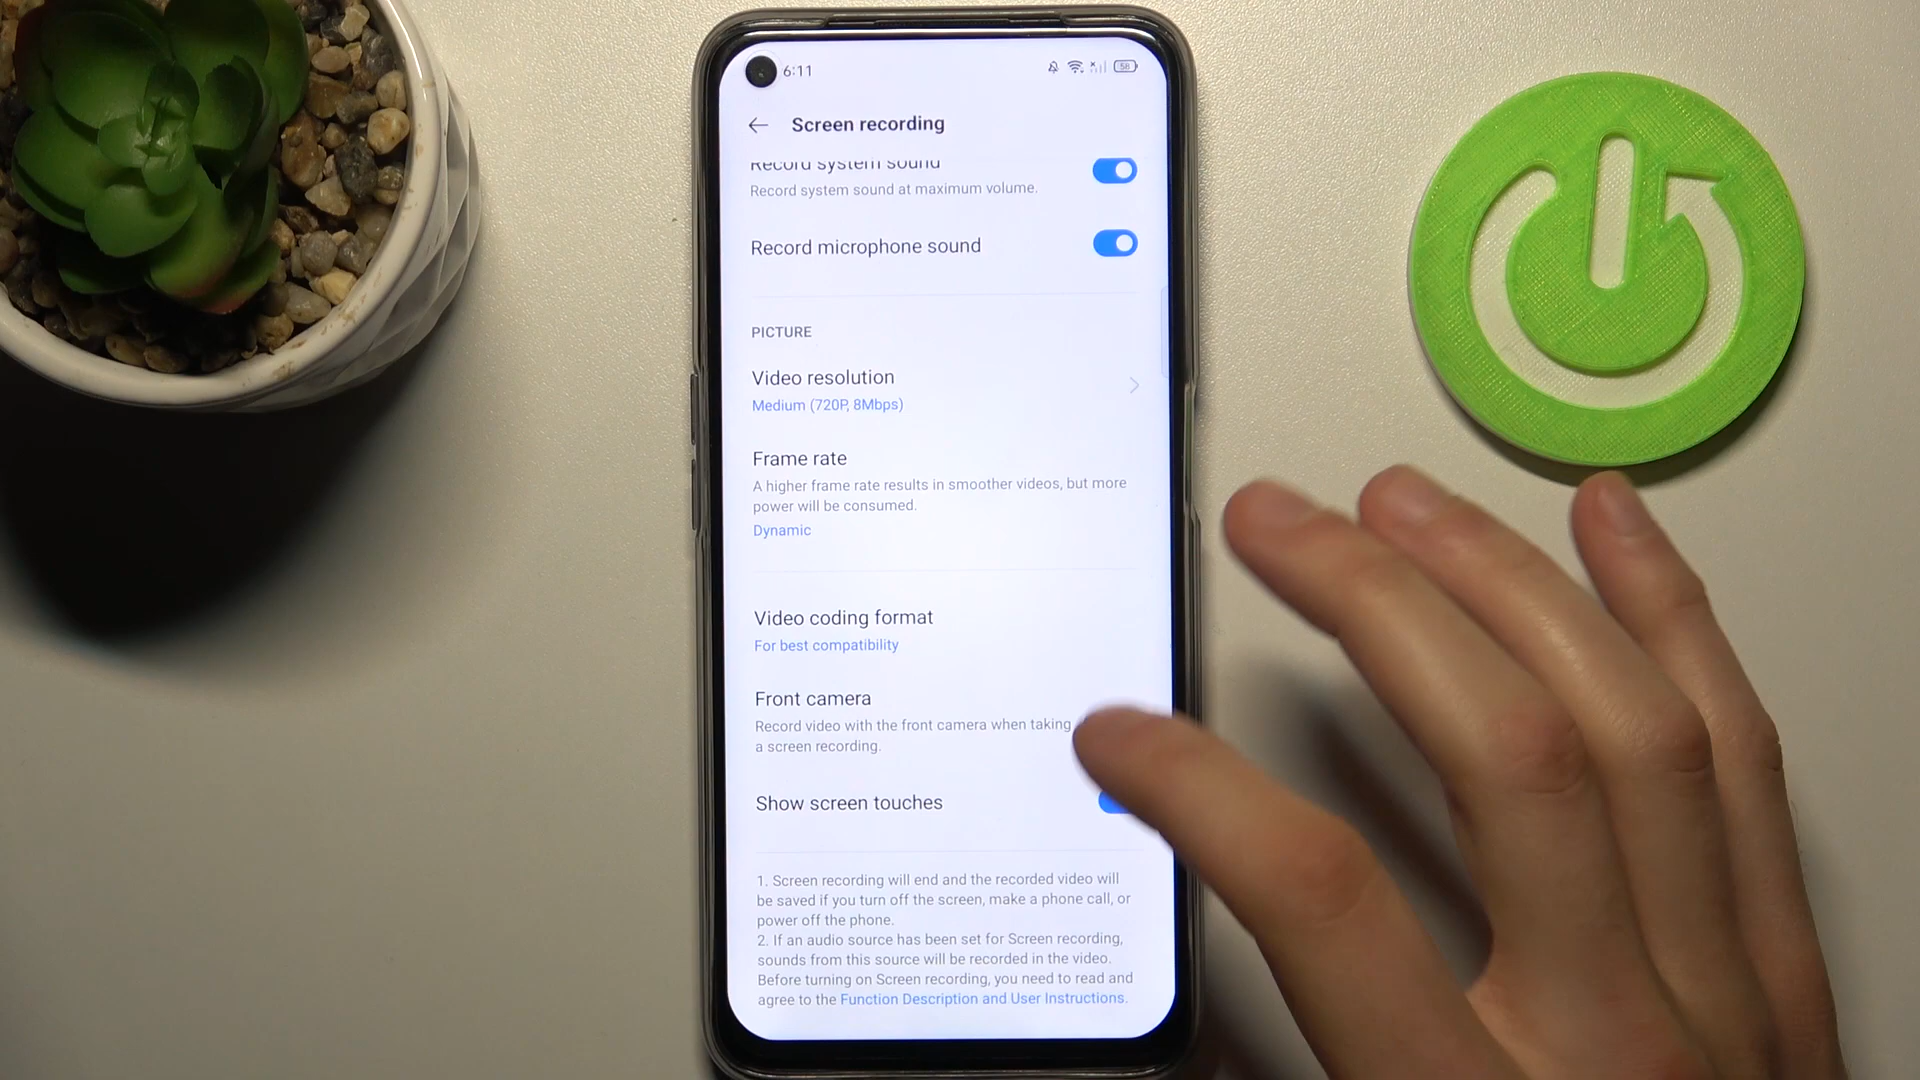 6:11
58
Screen recording
Record system sound
Record system sound at maximum volume.
Record microphone sound
PICTURE
Video resolution
Medium (720P, 8Mbps)
Frame rate
A higher frame rate results in smoother videos, but more
power will be consumed.
Dynamic
Video coding format
For best compatibility
Front camera
Record video with the front camera when taking
a screen recording.
Show screen touches
1. Screen recording will end and the recorded video will
be saved if you turn off the screen, make a phone call, or
power off the phone.
2. If an audio source has been set for Screen recording,
sounds from this source will be recorded in the video.
Before turning on Screen recording, you need to read and
agree to the Function Description and User Instructions.